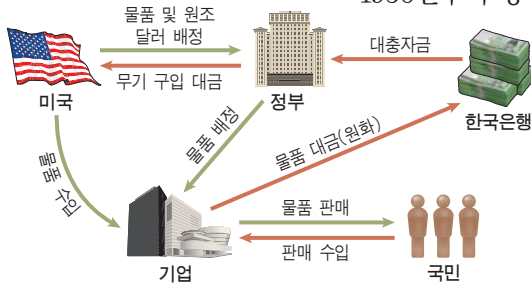 물품 및 원조
달러 배정
무기 구입 대금
대충자금
미국
정부
한국은행
물품 배정
물품 대금(원화)
물품 수입
물품 판매
판매 수입
기업
국민